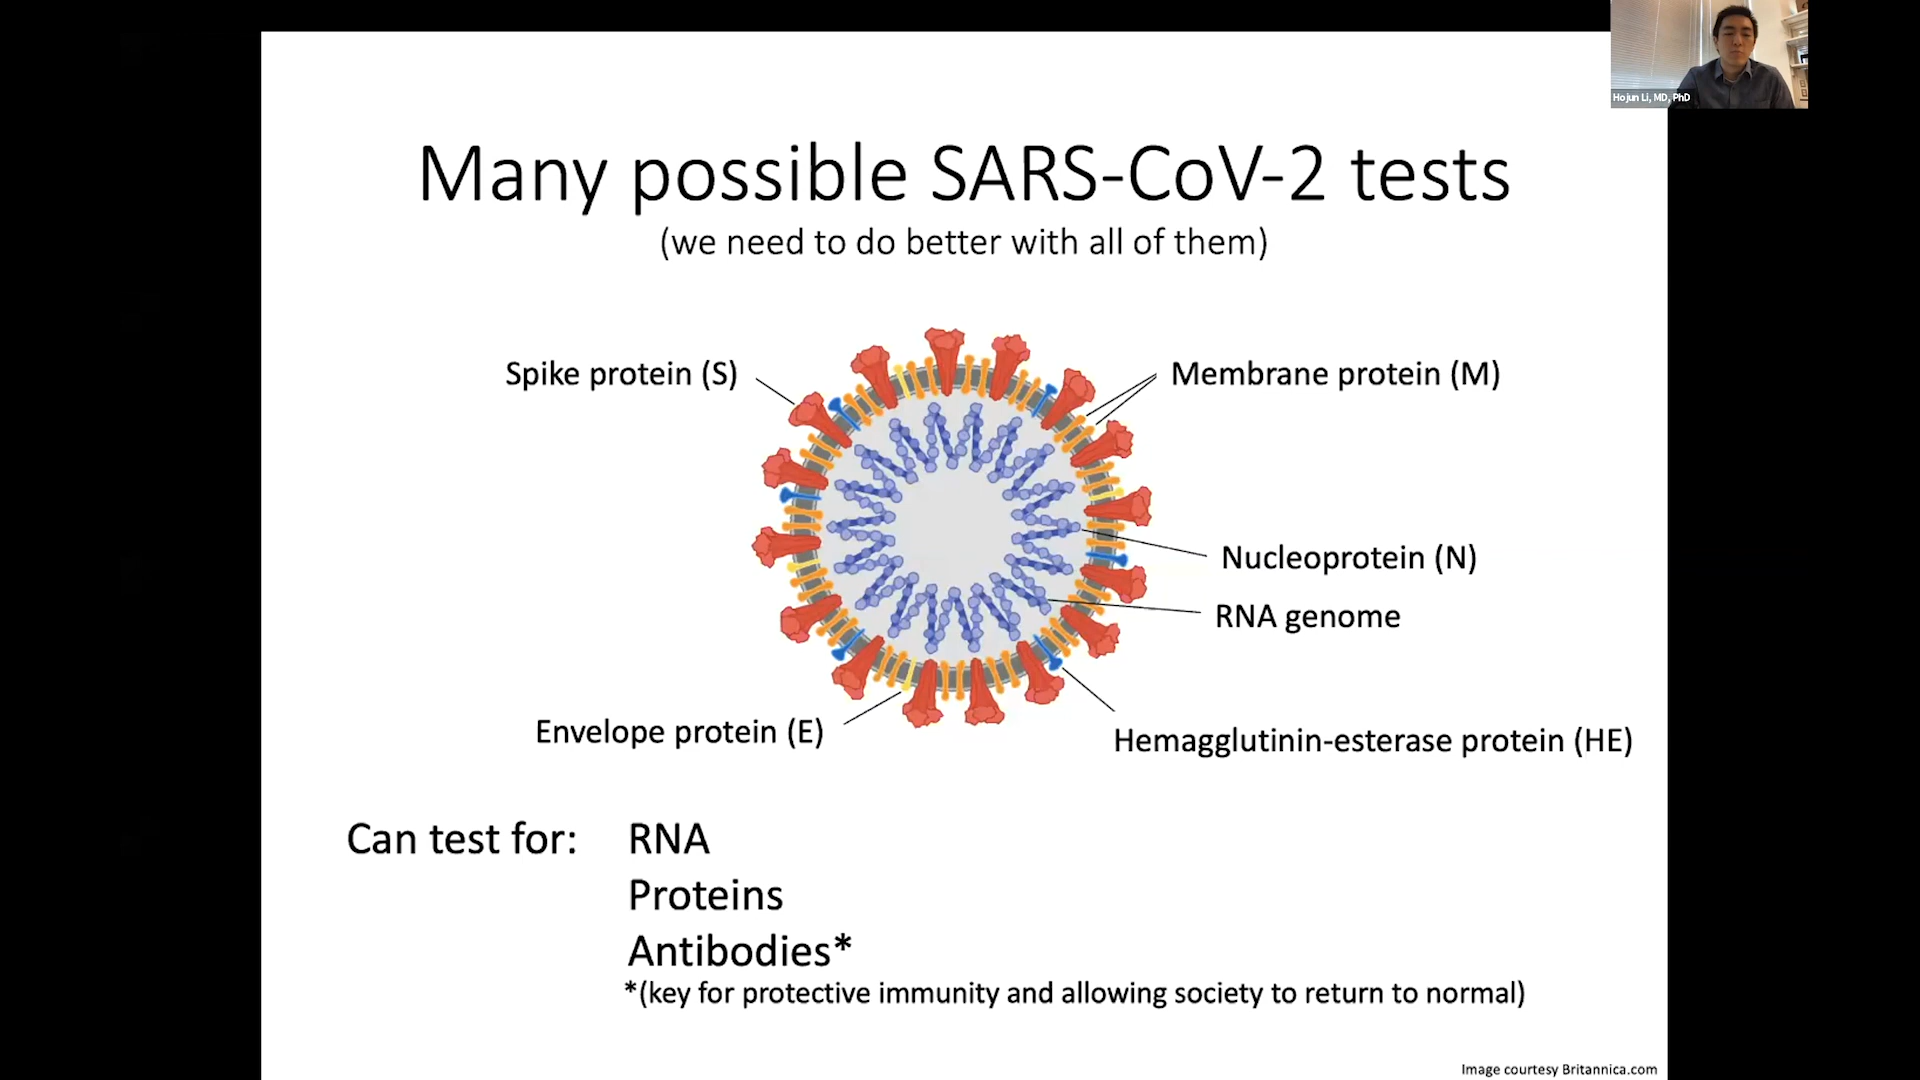 Hojun Li, MD, PhD
Many possible SARS-CoV-2 tests
(we need to do better with all of them)
Spike protein (S)
Membrane protein (M)
Nucleoprotein (N)
RNA genome
Envelope protein (E)
Hemagglutinin-esterase protein (HE)
Can test for: RNA
Proteins
Antibodies*
*(key for protective immunity and allowing society to return to normal)
Image courtesy Britannica.com